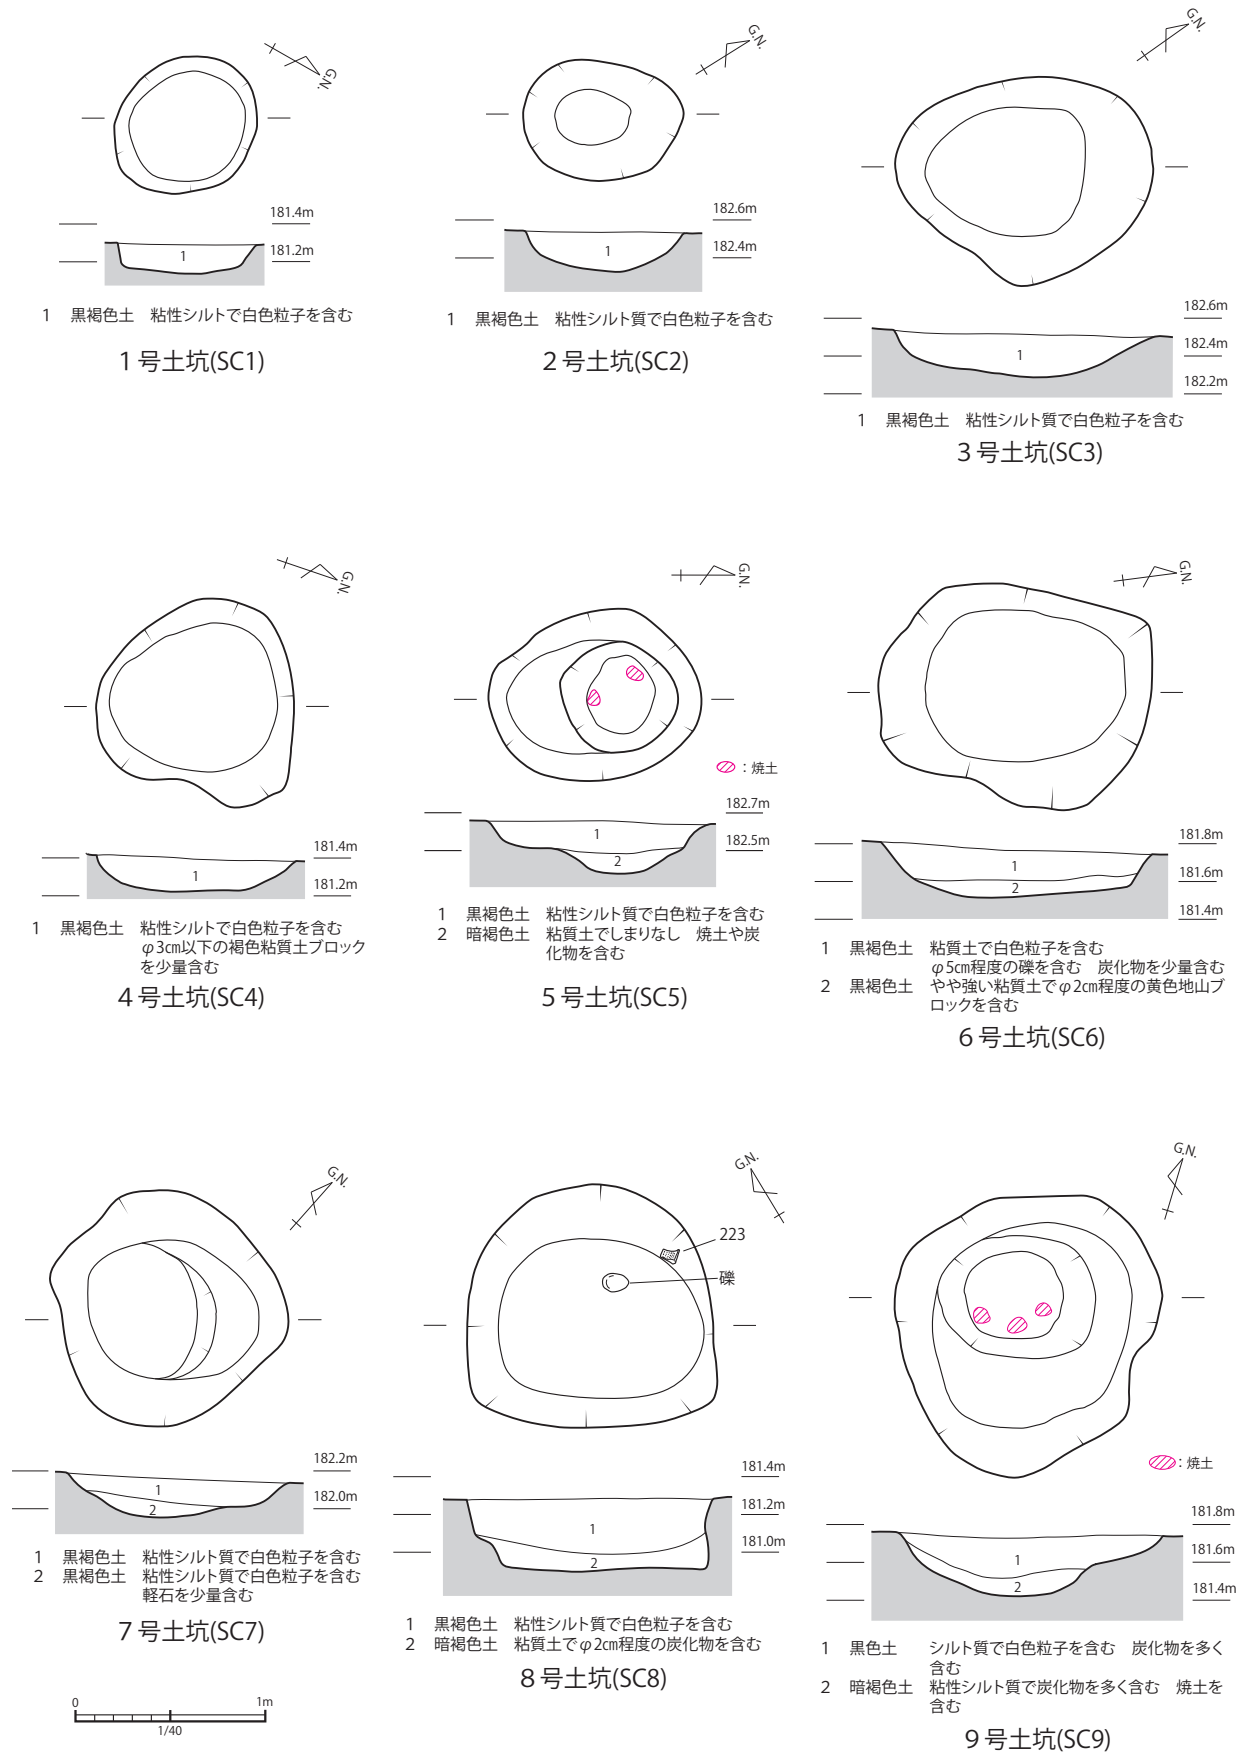 G.N.
181.4m
181.2m
1
1 黒褐色土 粘性シルトで白色粒子を含む
1号土坑(SC1)
G.N.
182.6m
182.4m
1
1 黒褐色土 粘性シルト質で白色粒子を含む
2号土坑(SC2)
G.N.
182.6m
182.4m
182.2m
1
1 黒褐色土 粘性シルト質で白色粒子を含む
3号土坑(SC3)
G.N.
181.4m
181.2m
1
1 黒褐色土 粘性シルトで白色粒子を含む
φ3㎝以下の褐色粘質土ブロック
を少量含む
4号土坑(SC4)
G.N.
：焼土
182.7m
182.5m
1
2
1 黒褐色土 粘性シルト質で白色粒子を含む
2 暗褐色土 粘質土でしまりなし 焼土や炭
化物を含む
5号土坑(SC5)
G.N.
181.8m
181.6m
181.4m
1
2
1 黒褐色土 粘質土で白色粒子を含む
φ5㎝程度の礫を含む 炭化物を少量含む
2 黒褐色土 やや強い粘質土でφ2㎝程度の黄色地山ブ
ロックを含む
6号土坑(SC6)
G.N.
182.2m
182.0m
1
2
1 黒褐色土 粘性シルト質で白色粒子を含む
2 黒褐色土 粘性シルト質で白色粒子を含む
軽石を少量含む
7号土坑(SC7)
G.N.
223
礫
181.4m
181.2m
181.0m
1
2
1 黒褐色土 粘性シルト質で白色粒子を含む
2 暗褐色土 粘質土でφ2㎝程度の炭化物を含む
8号土坑(SC8)
G.N.
：焼土
181.8m
181.6m
181.4m
1
2
1 黒色土 シルト質で白色粒子を含む 炭化物を多く
含む
2 暗褐色土 粘性シルト質で炭化物を多く含む 焼土を
含む
9号土坑(SC9)
0 1m
1/40